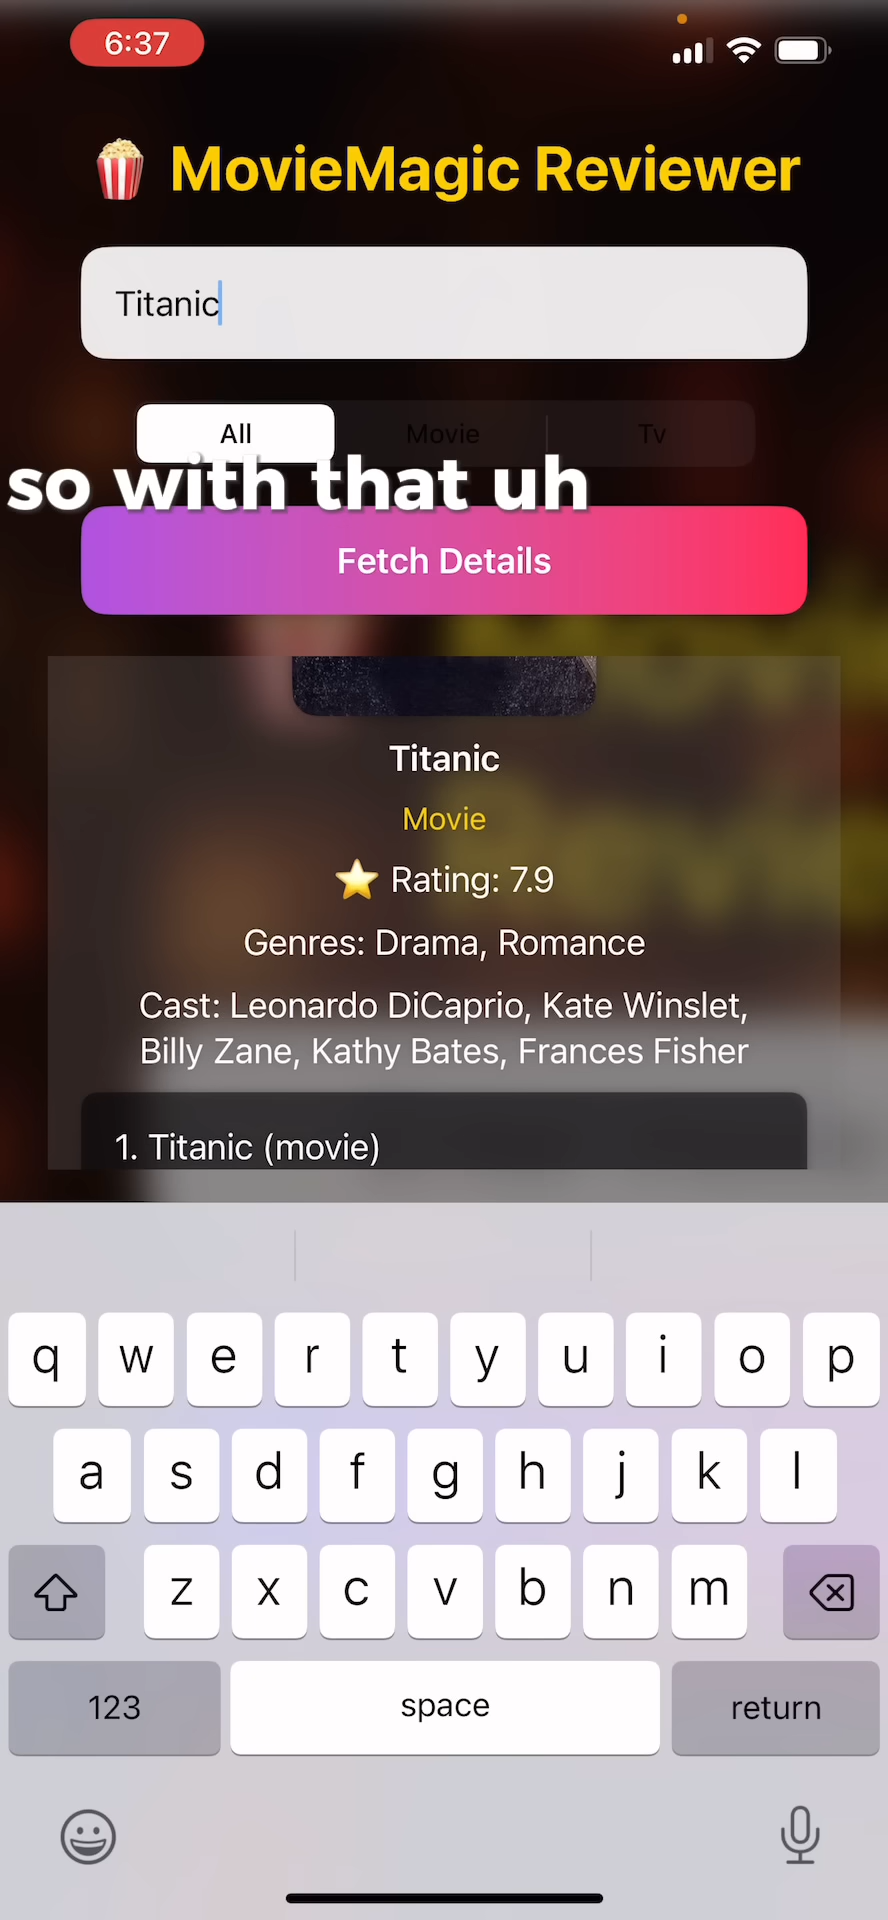 6:37
MovieMagic Reviewer
Titanic
All Movie Tv
so with that uh
Fetch Details
Titanic
Movie
Rating: 7.9
Genres: Drama, Romance
Cast: Leonardo DiCaprio, Kate Winslet,
Billy Zane, Kathy Bates, Frances Fisher
1. Titanic (movie)
q w e r t y u i o p
a s d f g h j k l
z x c v b n m
123 space return